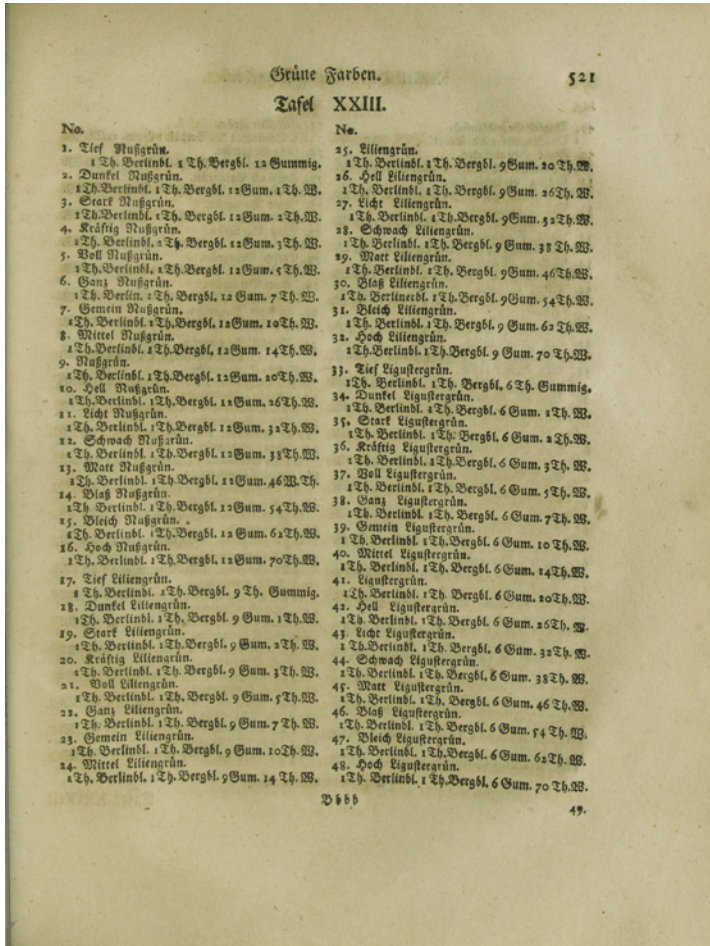 Grüne Farben. 521
Tafel XXIII.
No.
1. Tief Nußgrün.
1 Th. Berlinbl. 1 Th. Bergbl. 12 Gummig.
2. Dunkel Nußgrün.
1 Th. Berlinbl. 1 Th. Bergbl. 12 Gum. 1 Th. W.
3. Stark Nußgrün.
1 Th. Berlinbl. 1 Th. Bergbl. 12 Gum. 2 Th. W.
4. Kräftig Nußgrün.
1 Th. Berlinbl. 1 Th. Bergbl. 12 Gum. 3 Th. W.
5. Voll Nußgrün.
1 Th. Berlinbl. 1 Th. Bergbl. 12 Gum. 5 Th. W.
6. Ganz Nußgrün.
1 Th. Berlin. 1 Th. Bergbl. 12 Gum. 7 Th. W.
7. Gemein Nußgrün.
1 Th. Berlinbl. 1 Th. Bergbl. 12 Gum. 10 Th. W.
8. Mittel Nußgrün.
1 Th. Berlinbl. 1 Th. Bergbl. 12 Gum. 14 Th. W.
9. Nußgrün.
1 Th. Berlinbl. 1 Th. Bergbl. 12 Gum. 20 Th. W.
10. Hell Nußgrün.
1 Th. Berlinbl. 1 Th. Bergbl. 12 Gum. 26 Th. W.
11. Licht Nußgrün.
1 Th. Berlinbl. 1 Th. Bergbl. 12 Gum. 32 Th. W.
12. Schwach Nußgrün.
1 Th. Berlinbl. 1 Th. Bergbl. 12 Gum. 38 Th. W.
13. Matt Nußgrün.
1 Th. Berlinbl. 1 Th. Bergbl. 12 Gum. 46 W. Th.
14. Blaß Nußgrün.
1 Th. Berlinbl. 1 Th. Bergbl. 12 Gum. 54 Th. W.
15. Bleich Nußgrün.
1 Th. Berlinbl. 1 Th. Bergbl. 12 Gum. 62 Th. W.
16. Hoch Nußgrün.
1 Th. Berlinbl. 1 Th. Bergbl. 12 Gum. 70 Th. W.
17. Tief Liliengrün.
1 Th. Berlinbl. 1 Th. Bergbl. 9 Th. Gummig.
18. Dunkel Liliengrün.
1 Th. Berlinbl. 1 Th. Bergbl. 9 Gum. 1 Th. W.
19. Stark Liliengrün.
1 Th. Berlinbl. 1 Th. Bergbl. 9 Gum. 2 Th. W.
20. Kräftig Liliengrün.
1 Th. Berlinbl. 1 Th. Bergbl. 9 Gum. 3 Th. W.
21. Voll Liliengrün.
1 Th. Berlinbl. 1 Th. Bergbl. 9 Gum. 5 Th. W.
22. Ganz Liliengrün.
1 Th. Berlinbl. 1 Th. Bergbl. 9 Gum. 7 Th. W.
23. Gemein Liliengrün.
1 Th. Berlinbl. 1 Th. Bergbl. 9 Gum. 10 Th. W.
24. Mittel Liliengrün.
1 Th. Berlinbl. 1 Th. Bergbl. 9 Gum. 14 Th. W.
No.
25. Liliengrün.
1 Th. Berlinbl. 1 Th. Bergbl. 9 Gum. 20 Th. W.
26. Hell Liliengrün.
1 Th. Berlinbl. 1 Th. Bergbl. 9 Gum. 26 Th. W.
27. Licht Liliengrün.
1 Th. Berlinbl. 1 Th. Bergbl. 9 Gum. 52 Th. W.
28. Schwach Liliengrün.
1 Th. Berlinbl. 1 Th. Bergbl. 9 Gum. 38 Th. W.
29. Matt Liliengrün.
1 Th. Berlinbl. 1 Th. Bergbl. 9 Gum. 46 Th. W.
30. Blaß Liliengrün.
1 Th. Berlinerbl. 1 Th. Bergbl. 9 Gum. 54 Th. W.
31. Bleich Liliengrün.
1 Th. Berlinbl. 1 Th. Bergbl. 9 Gum. 62 Th. W.
32. Hoch Liliengrün.
1 Th. Berlinbl. 1 Th. Bergbl. 9 Gum. 70 Th. W.
33. Tief Ligustergrün.
1 Th. Berlinbl. 1 Th. Bergbl. 6 Th. Gummig.
34. Dunkel Ligustergrün.
1 Th. Berlinbl. 1 Th. Bergbl. 6 Gum. 1 Th. W.
35. Stark Ligustergrün.
1 Th. Berlinbl. 1 Th. Bergbl. 6 Gum. 2 Th. W.
36. Kräftig Ligustergrün.
1 Th. Berlinbl. 1 Th. Bergbl. 6 Gum. 3 Th. W.
37. Voll Ligustergrün.
1 Th. Berlinbl. 1 Th. Bergbl. 6 Gum. 5 Th. W.
38. Ganz Ligustergrün.
1 Th. Berlinbl. 1 Th. Bergbl. 6 Gum. 7 Th. W.
39. Gemein Ligustergrün.
1 Th. Berlinbl. 1 Th. Bergbl. 6 Gum. 10 Th. W.
40. Mittel Ligustergrün.
1 Th. Berlinbl. 1 Th. Bergbl. 6 Gum. 14 Th. W.
41. Ligustergrün.
1 Th. Berlinbl. 1 Th. Bergbl. 6 Gum. 20 Th. W.
42. Hell Ligustergrün.
1 Th. Berlinbl. 1 Th. Bergbl. 6 Gum. 26 Th. W.
43. Licht Ligustergrün.
1 Th. Berlinbl. 1 Th. Bergbl. 6 Gum. 32 Th. W.
44. Schwach Ligustergrün.
1 Th. Berlinbl. 1 Th. Bergbl. 6 Gum. 38 Th. W.
45. Matt Ligustergrün.
1 Th. Berlinbl. 1 Th. Bergbl. 6 Gum. 46 Th. W.
46. Blaß Ligustergrün.
1 Th. Berlinbl. 1 Th. Bergbl. 6 Gum. 54 Th. W.
47. Bleich Ligustergrün.
1 Th. Berlinbl. 1 Th. Bergbl. 6 Gum. 62 Th. W.
48. Hoch Ligustergrün.
1 Th. Berlinbl. 1 Th. Bergbl. 6 Gum. 70 Th. W.
Bbbb
49.